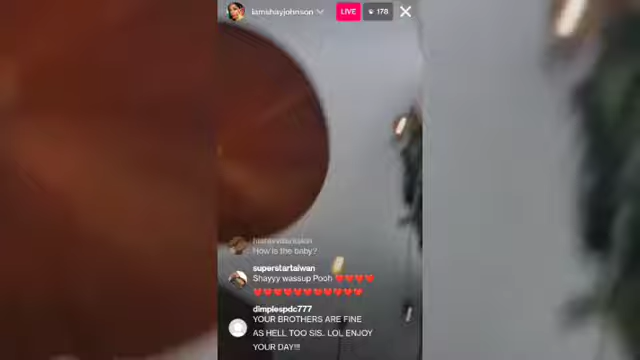 iamshayjohnson
LIVE
178
How is the baby?
superstartaiwan
Shayyy wassup Pooh ❤️❤️❤️❤️
❤️❤️❤️❤️❤️❤️❤️❤️❤️❤️❤️
dimplespdc777
YOUR BROTHERS ARE FINE
AS HELL TOO SIS.. LOL ENJOY
YOUR DAY!!!